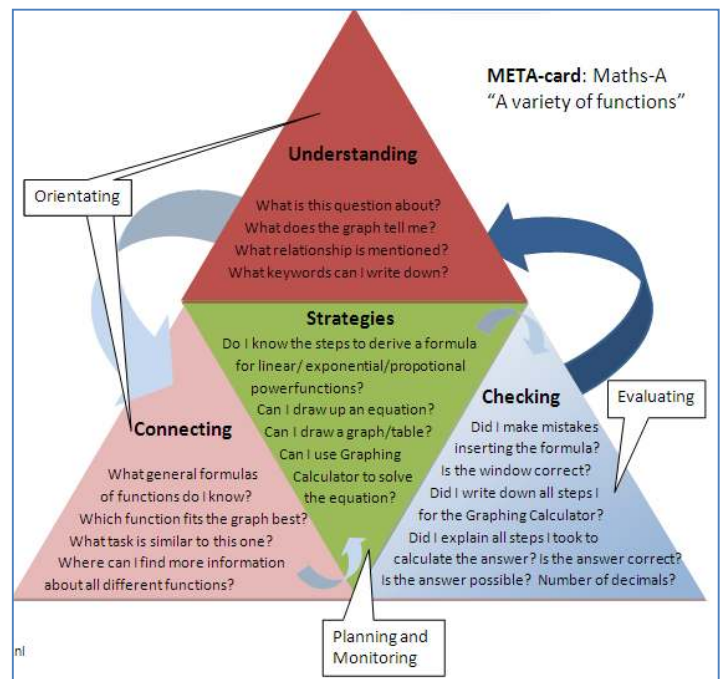 META-card: Maths-A
“A variety of functions”
Understanding
Orientating
What is this question about?
What does the graph tell me?
What relationship is mentioned?
What keywords can I write down?
Strategies
Do I know the steps to derive a formula
for linear/ exponential/propotional
powerfunctions?
Can I draw up an equation?
Can I draw a graph/table?
Can I use Graphing
Calculator to solve
the equation?
Connecting
What general formulas
of functions do I know?
Which function fits the graph best?
What task is similar to this one?
Where can I find more information
about all different functions?
Checking
Evaluating
Did I make mistakes
inserting the formula?
Is the window correct?
Did I write down all steps I
for the Graphing Calculator?
Did I explain all steps I took to
calculate the answer? Is the answer correct?
Is the answer possible? Number of decimals?
Planning and
Monitoring
nl